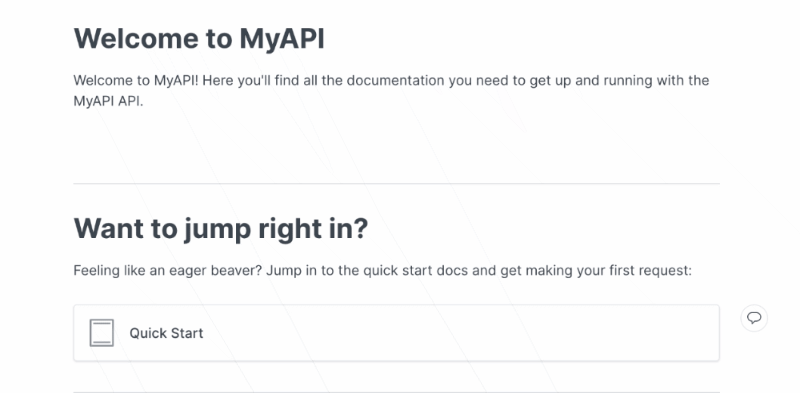 Welcome to MyAPI
Welcome to MyAPI! Here you'll find all the documentation you need to get up and running with the
MyAPI API.
Want to jump right in?
Feeling like an eager beaver? Jump in to the quick start docs and get making your first request:
Quick Start